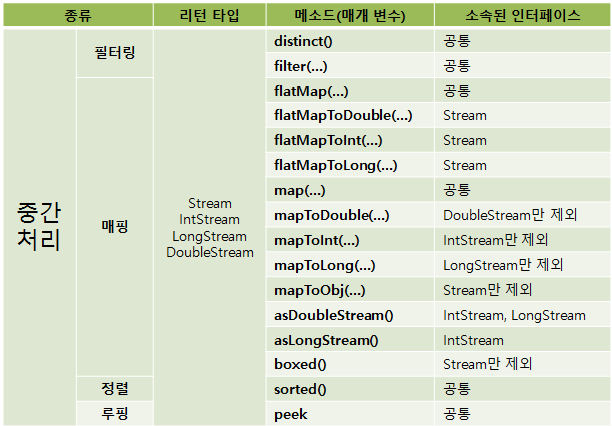 종류 리턴 타입 메소드(매개 변수) 소속된 인터페이스
중간
처리
필터링
매핑
정렬
루핑
Stream
IntStream
LongStream
DoubleStream
distinct() 공통
filter(...) 공통
flatMap(...) 공통
flatMapToDouble(...) Stream
flatMapToInt(...) Stream
flatMapToLong(...) Stream
map(...) 공통
mapToDouble(...) DoubleStream만 제외
mapToInt(...) IntStream만 제외
mapToLong(...) LongStream만 제외
mapToObj(...) Stream만 제외
asDoubleStream() IntStream, LongStream
asLongStream() IntStream
boxed() Stream만 제외
sorted() 공통
peek 공통